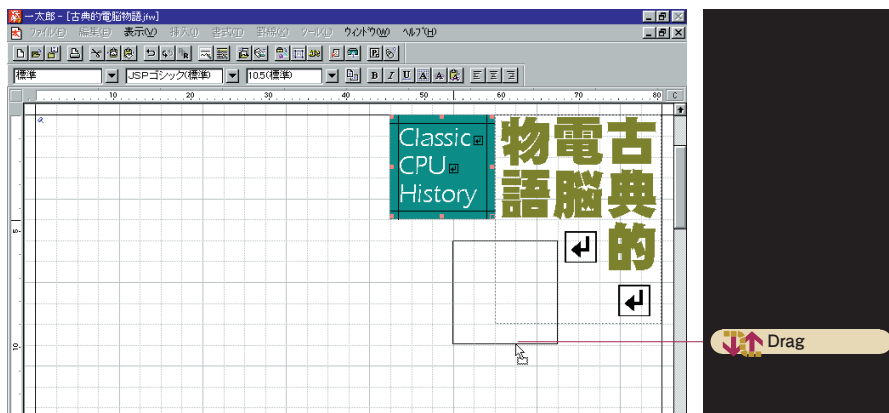 一太郎 - [古典的電脳物語.jfw]
ファイル(F) 編集(E) 表示(V) 挿入(I) 書式(O) 罫線(K) ツール(L) ウィンドウ(W) ヘルプ(H)
標準 JSPゴシック(標準) 10.5(標準) B I U A A
10 20 30 40 50 60 70 80 C
Classic
CPU
History
古典的
電脳
物語
5
10
Drag